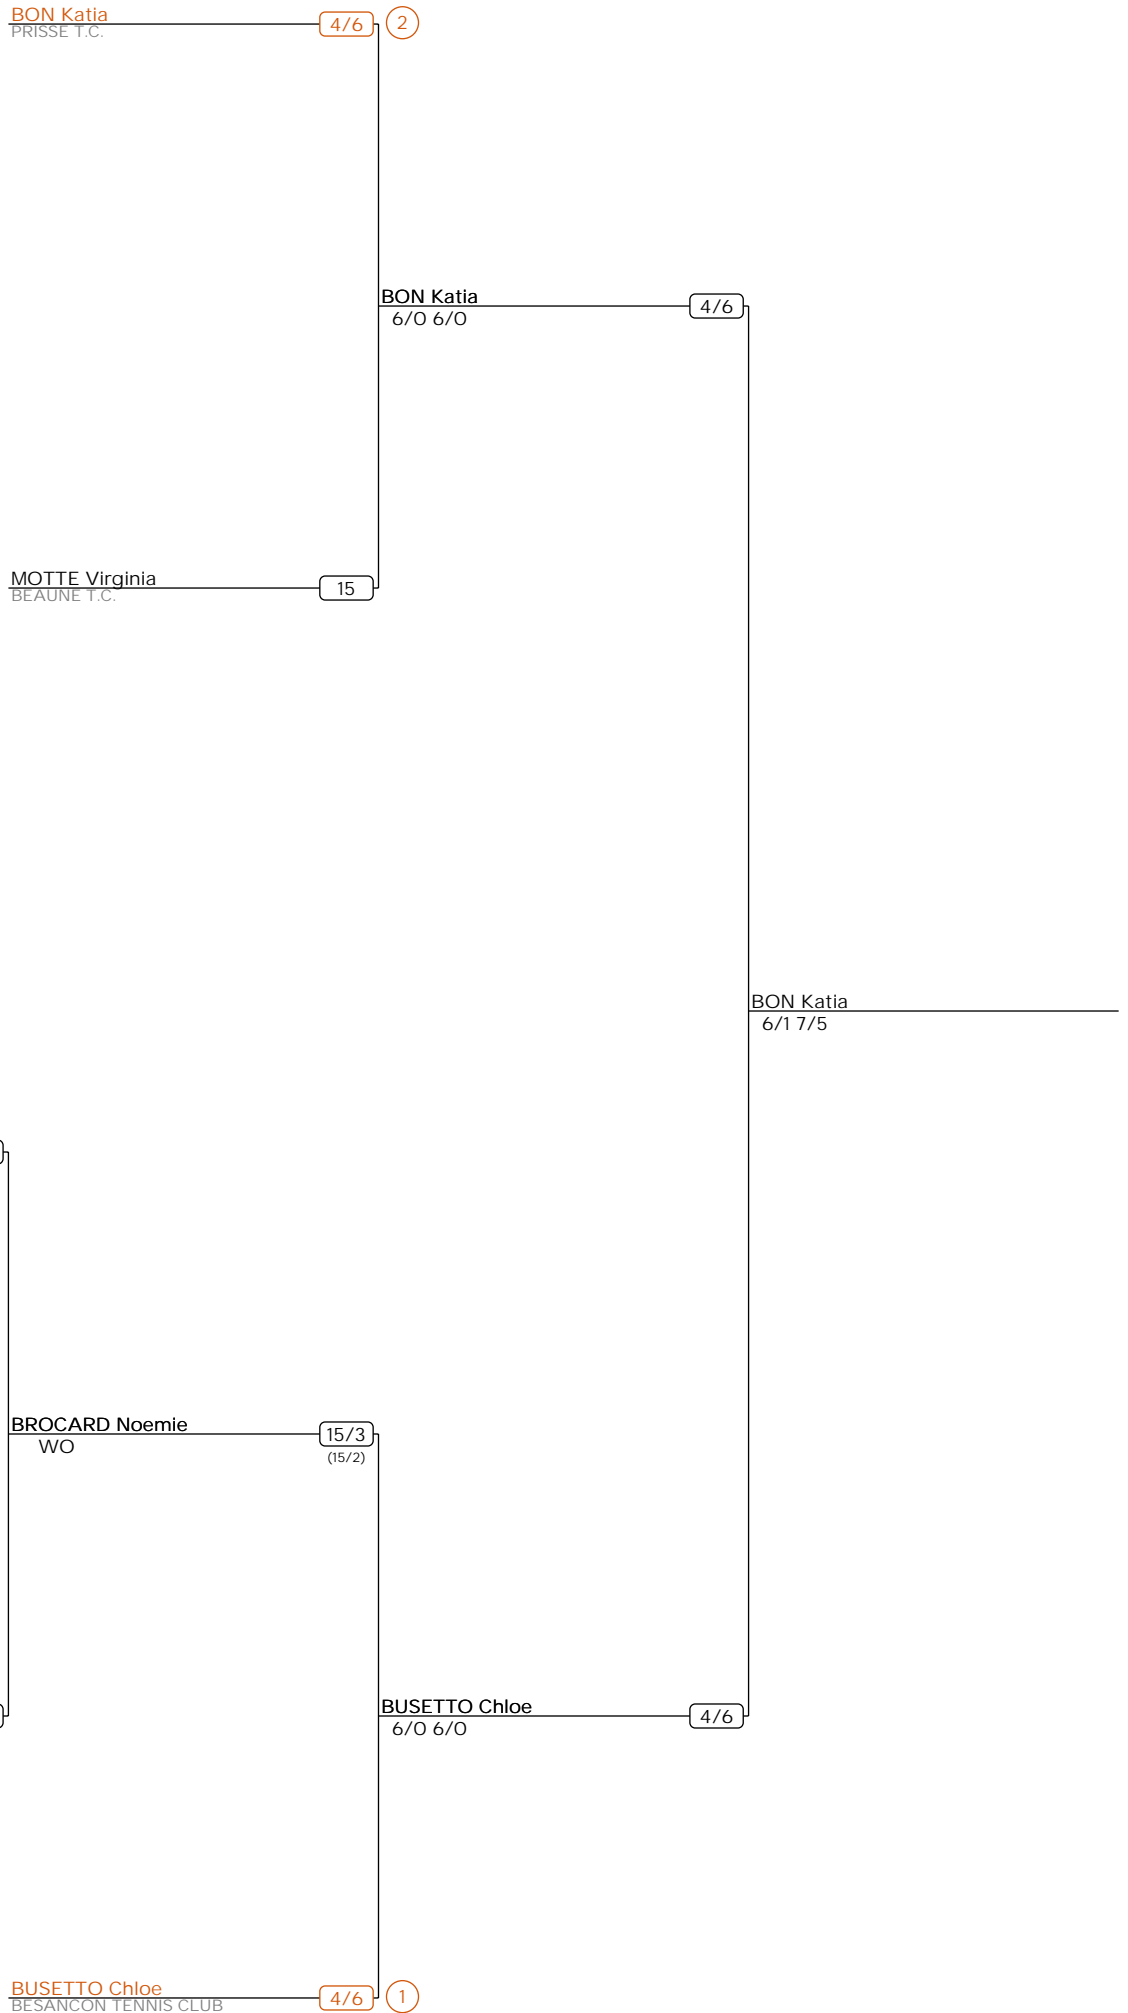 BON Katia
PRISSE T.C.
4/6
2
BON Katia
6/0 6/0
4/6
MOTTE Virginia
BEAUNE T.C.
15
BON Katia
6/1 7/5
BROCARD Noemie
WO
15/3
(15/2)
BUSETTO Chloe
6/0 6/0
4/6
BUSETTO Chloe
BESANCON TENNIS CLUB
4/6
1